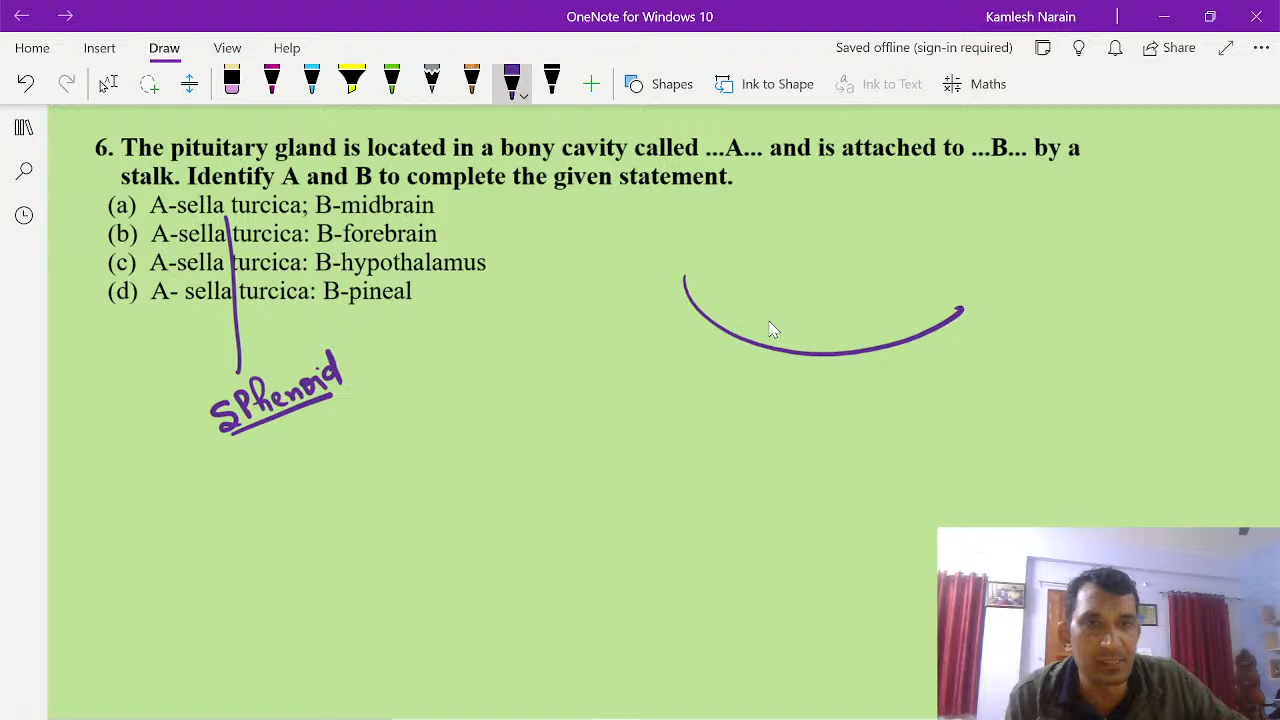 OneNote for Windows 10
Kamlesh Narain
Home Insert Draw View Help
Saved offline (sign-in required)
Share
Shapes
Ink to Shape
Ink to Text
Maths
6. The pituitary gland is located in a bony cavity called ...A... and is attached to ...B... by a
stalk. Identify A and B to complete the given statement.
(a) A-sella turcica; B-midbrain
(b) A-sella turcica: B-forebrain
(c) A-sella turcica: B-hypothalamus
(d) A- sella turcica: B-pineal
SPhenoid